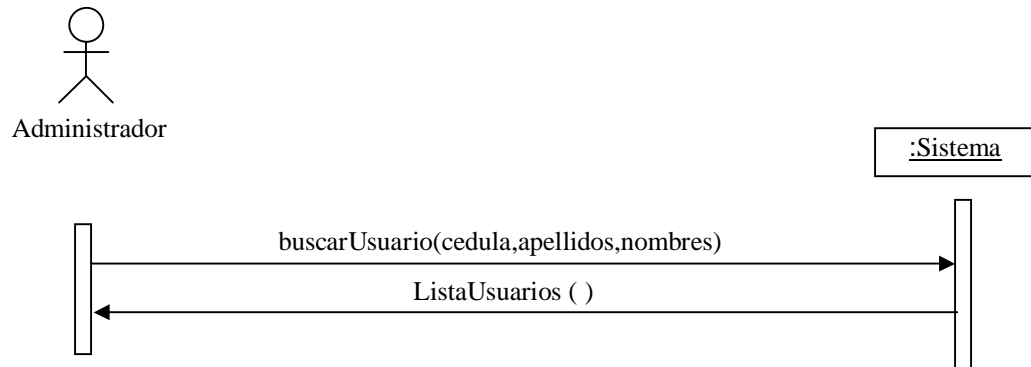 Administrador
:Sistema
buscarUsuario(cedula,apellidos,nombres)
ListaUsuarios ( )